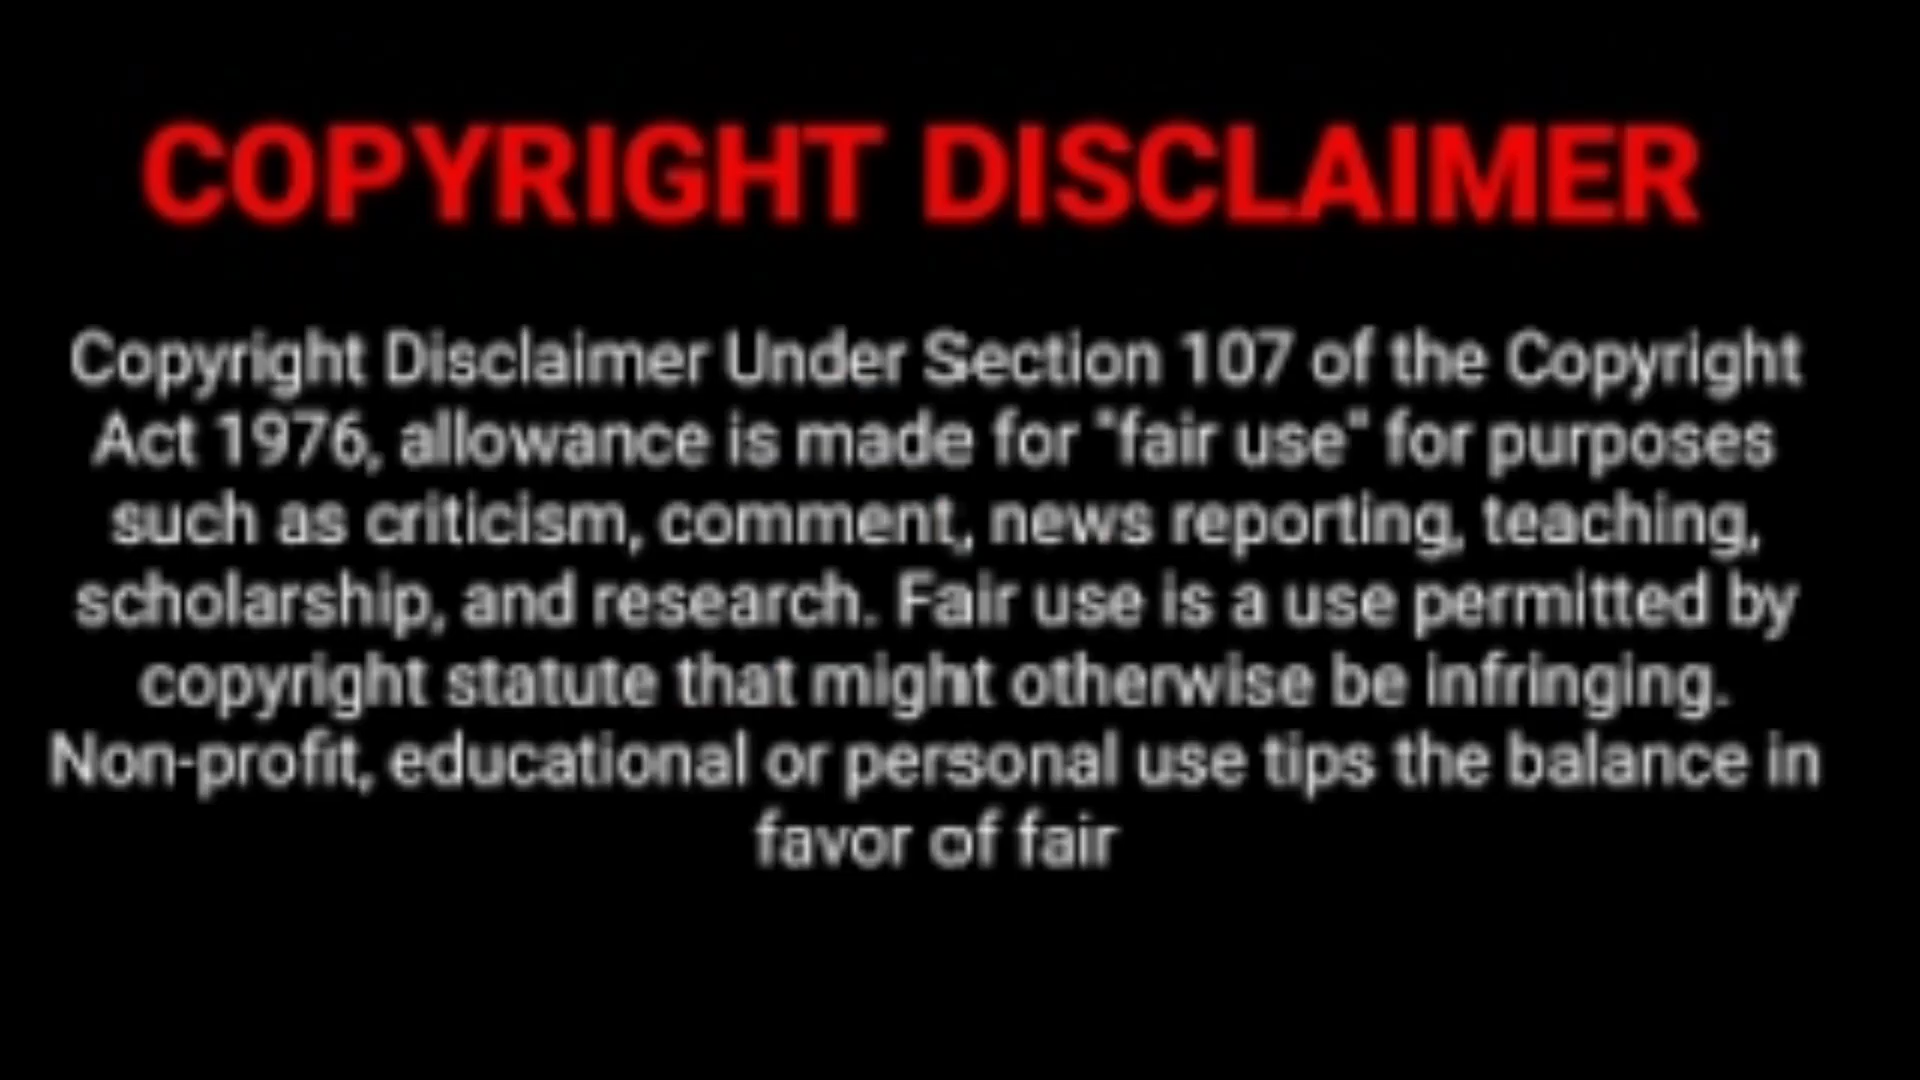 COPYRIGHT DISCLAIMER
Copyright Disclaimer Under Section 107 of the Copyright
Act 1976, allowance is made for "fair use" for purposes
such as criticism, comment, news reporting, teaching,
scholarship, and research. Fair use is a use permitted by
copyright statute that might otherwise be infringing.
Non-profit, educational or personal use tips the balance in
favor of fair